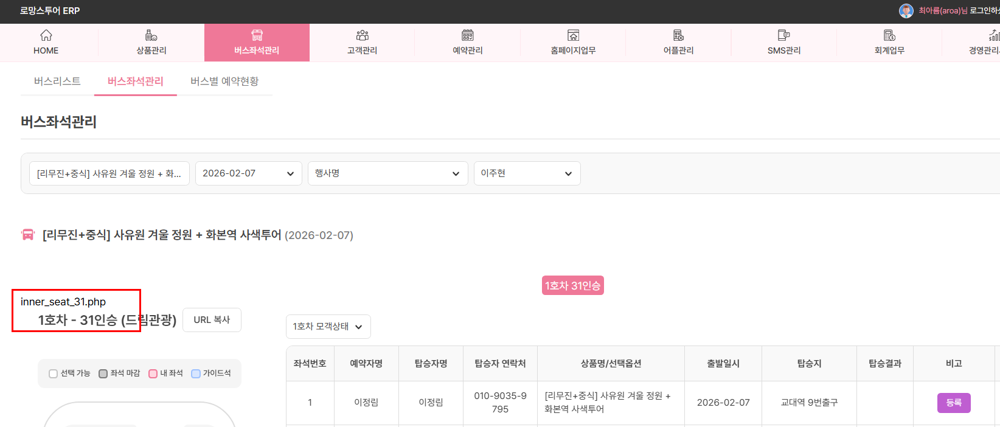 로망스투어 ERP
최아름(aroa)님 로그인하셨
HOME
상품관리
버스좌석관리
고객관리
예약관리
홈페이지업무
어플관리
SMS관리
회계업무
경영관리
버스리스트
버스좌석관리
버스별 예약현황
버스좌석관리
[리무진+중식] 사유원 겨울 정원 + 화...
2026-02-07
행사명
이주현
[리무진+중식] 사유원 겨울 정원 + 화본역 사색투어 (2026-02-07)
1호차 31인승
inner_seat_31.php
1호차 - 31인승 (드림관광)
URL 복사
1호차 모객상태
선택 가능
좌석 마감
내 좌석
가이드석
좌석번호
예약자명
탑승자명
탑승자 연락처
상품명/선택옵션
출발일시
탑승지
탑승결과
비고
1
이정림
이정림
010-9035-9
795
[리무진+중식] 사유원 겨울 정원 +
화본역 사색투어
2026-02-07
교대역 9번출구
등록